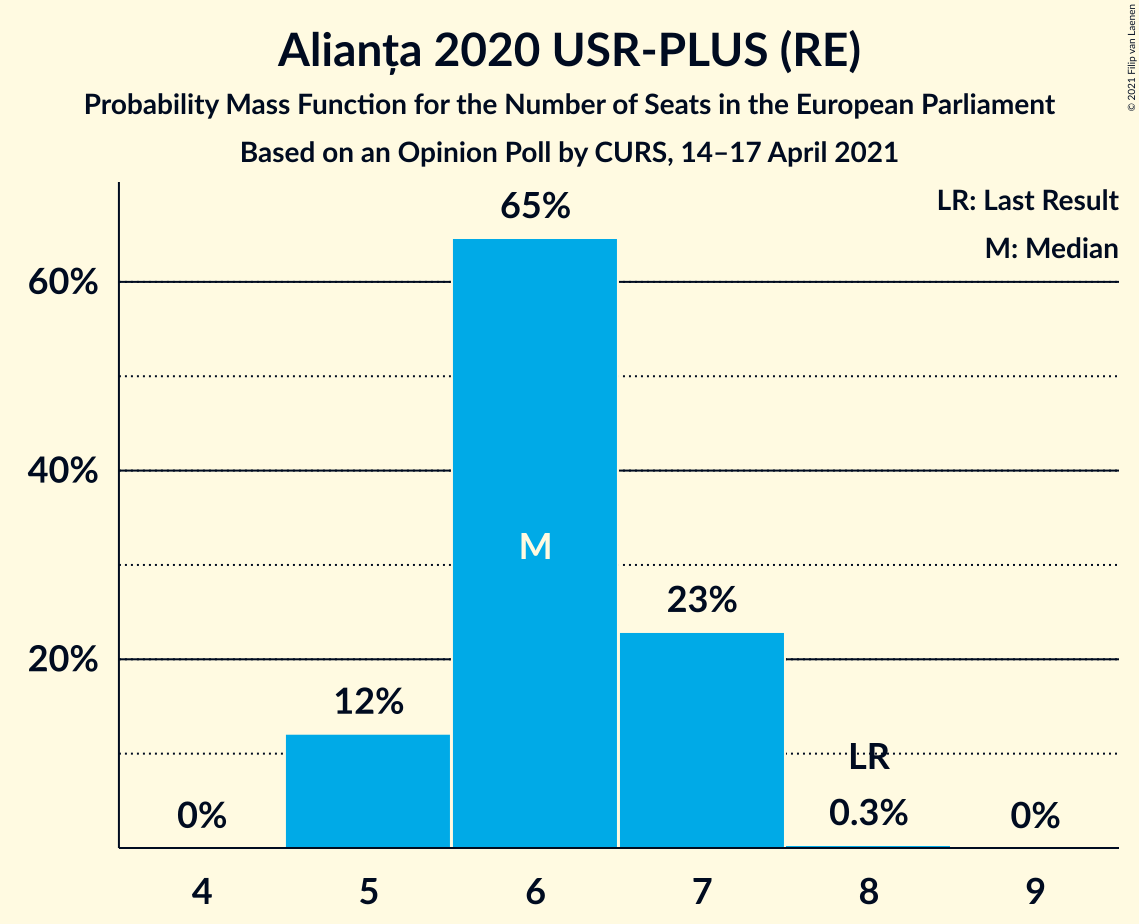 Alianța 2020 USR-PLUS (RE)
Probability Mass Function for the Number of Seats in the European Parliament
Based on an Opinion Poll by CURS, 14–17 April 2021
© 2021 Filip van Laenen
LR: Last Result
M: Median
65%
60%
40%
M
23%
20%
12%
LR
0%
0.3%
0%
4 5 6 7 8 9